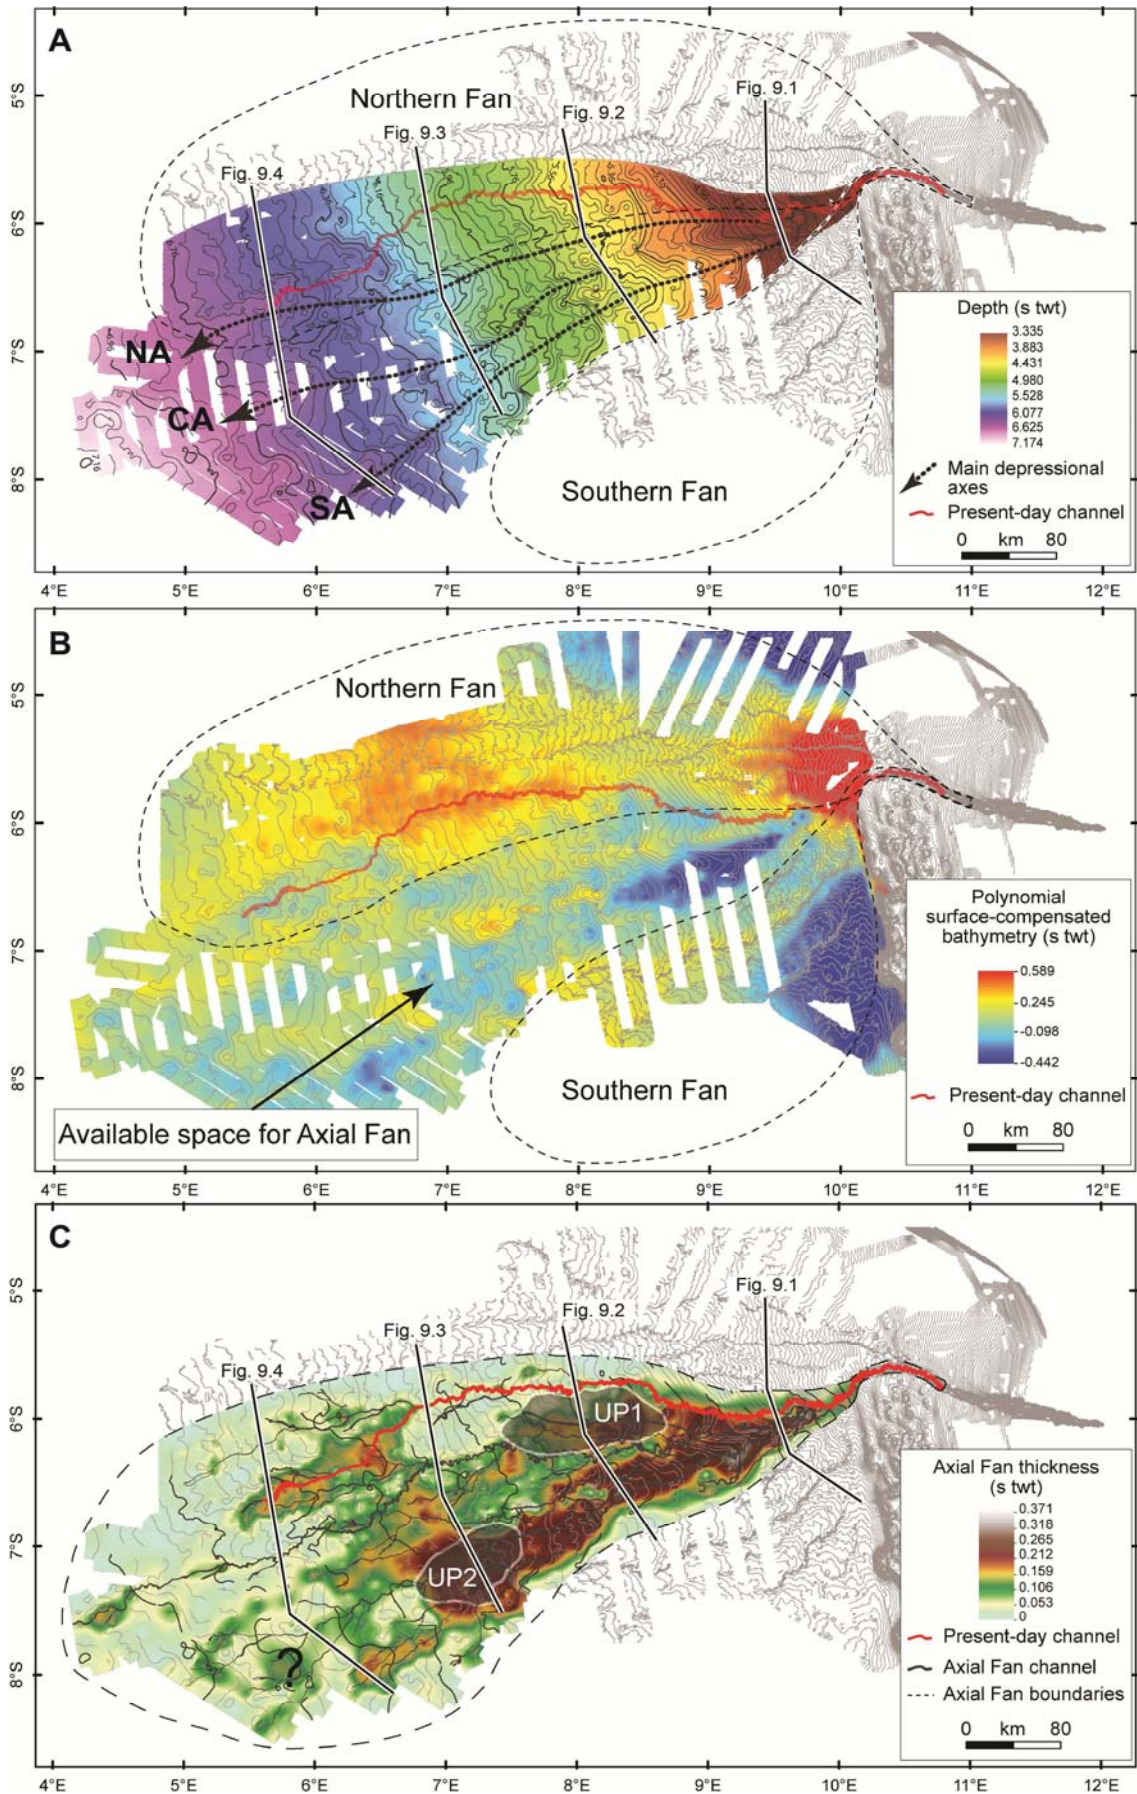 A
Northern Fan
Fig. 9.1
Fig. 9.2
Fig. 9.3
Fig. 9.4
5°S
6°S
7°S
8°S
NA
CA
SA
Southern Fan
Depth (s twt)
3.335
3.883
4.431
4.980
5.528
6.077
6.625
7.174
Main depressional
axes
Present-day channel
0 km 80
4°E 5°E 6°E 7°E 8°E 9°E 10°E 11°E 12°E
B
Northern Fan
5°S
6°S
7°S
8°S
Southern Fan
Available space for Axial Fan
Polynomial
surface-compensated
bathymetry (s twt)
0.589
0.245
-0.098
-0.442
Present-day channel
0 km 80
4°E 5°E 6°E 7°E 8°E 9°E 10°E 11°E 12°E
C
Fig. 9.1
Fig. 9.2
Fig. 9.3
Fig. 9.4
5°S
6°S
7°S
8°S
UP1
UP2
?
Axial Fan thickness
(s twt)
0.371
0.318
0.265
0.212
0.159
0.106
0.053
0
Present-day channel
Axial Fan channel
Axial Fan boundaries
0 km 80
4°E 5°E 6°E 7°E 8°E 9°E 10°E 11°E 12°E